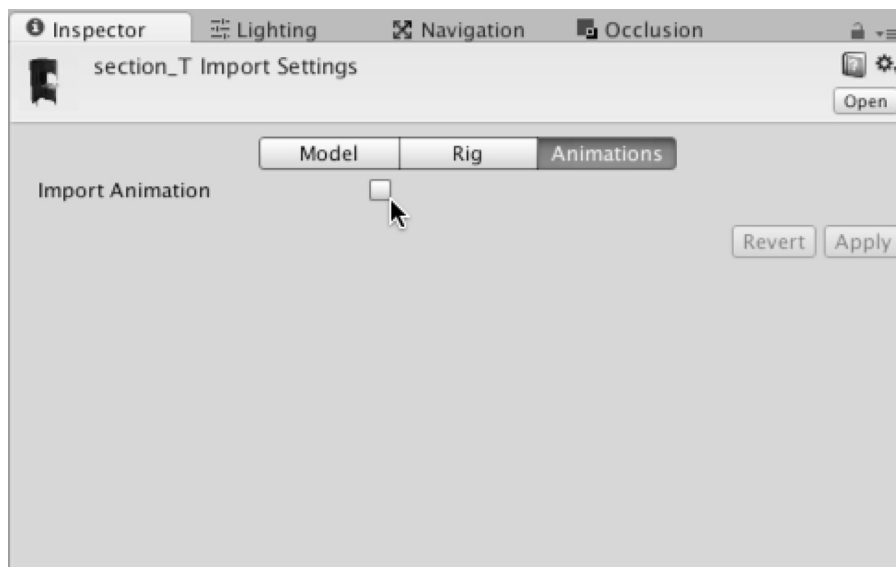 Inspector Lighting Navigation Occlusion
section_T Import Settings
Open
Model Rig Animations
Import Animation
Revert Apply